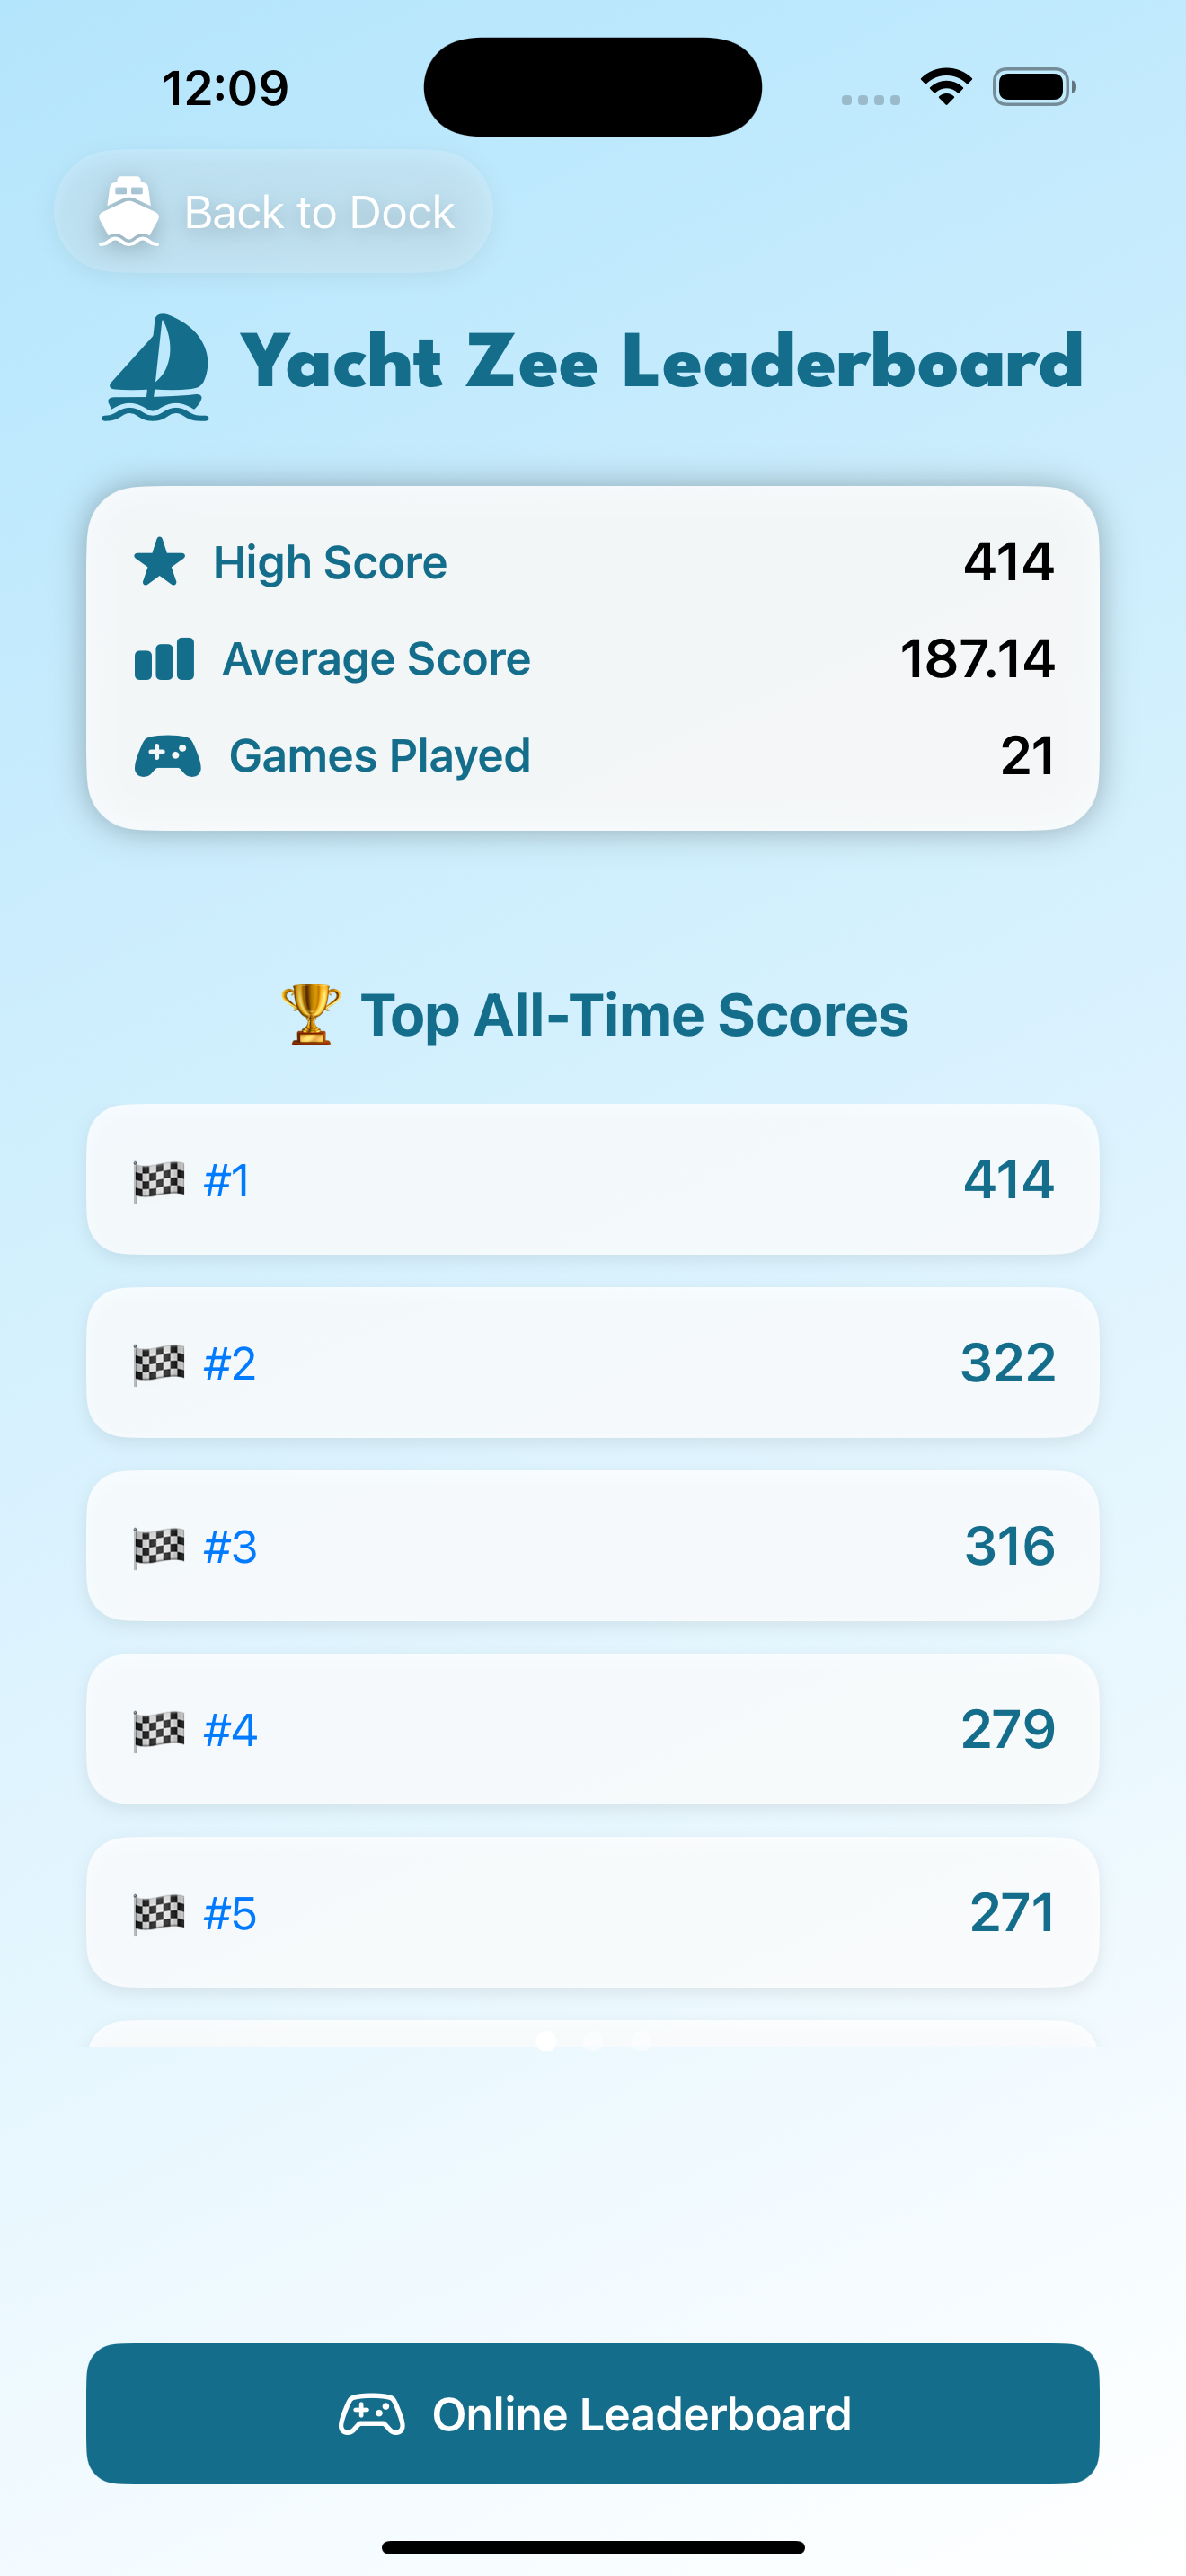 12:09
Back to Dock
Yacht Zee Leaderboard
High Score 414
Average Score 187.14
Games Played 21
🏆 Top All-Time Scores
🏁 #1 414
🏁 #2 322
🏁 #3 316
🏁 #4 279
🏁 #5 271
Online Leaderboard